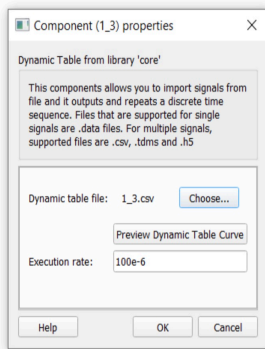 Component (1_3) properties
Dynamic Table from library 'core'
This components allows you to import signals from
file and it outputs and repeats a discrete time
sequence. Files that are supported for single
signals are .data files. For multiple signals,
supported files are .csv, .tdms and .h5
Dynamic table file: 1_3.csv Choose...
Preview Dynamic Table Curve
Execution rate: 100e-6
Help OK Cancel